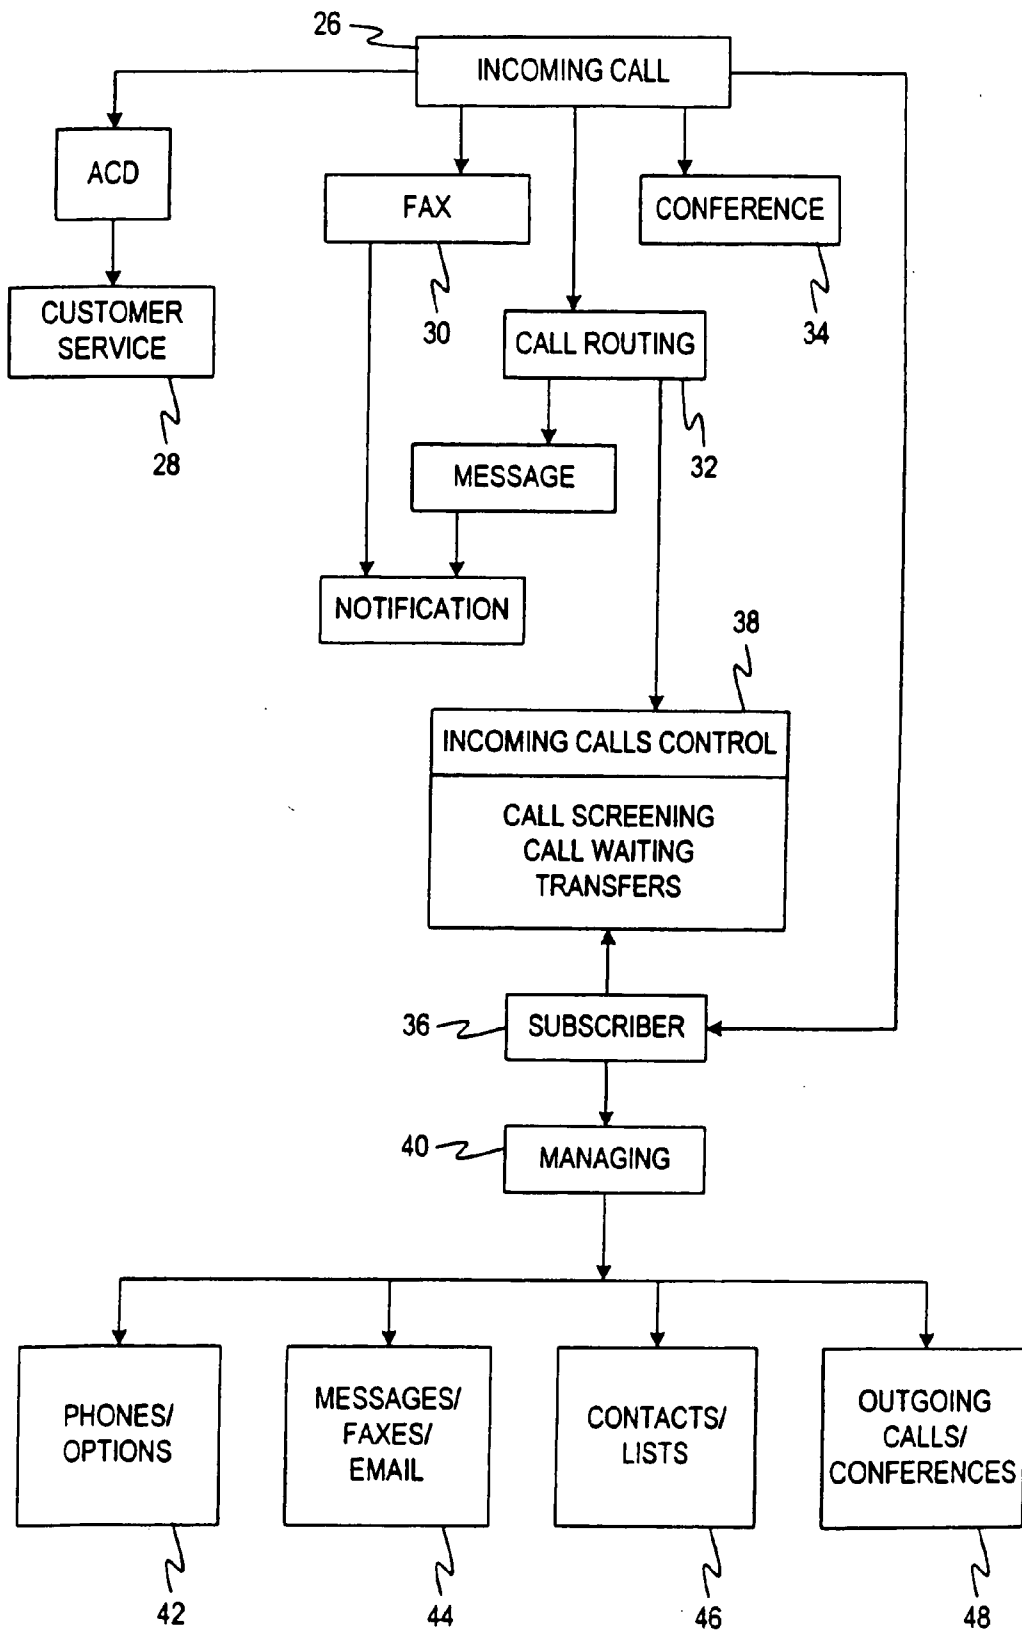 26
INCOMING CALL
ACD
FAX
CONFERENCE
CUSTOMER
SERVICE
30
CALL ROUTING
34
28
MESSAGE
32
NOTIFICATION
38
INCOMING CALLS CONTROL
CALL SCREENING
CALL WAITING
TRANSFERS
36
SUBSCRIBER
40
MANAGING
PHONES/
OPTIONS
MESSAGES/
FAXES/
EMAIL
CONTACTS/
LISTS
OUTGOING
CALLS/
CONFERENCES
42
44
46
48